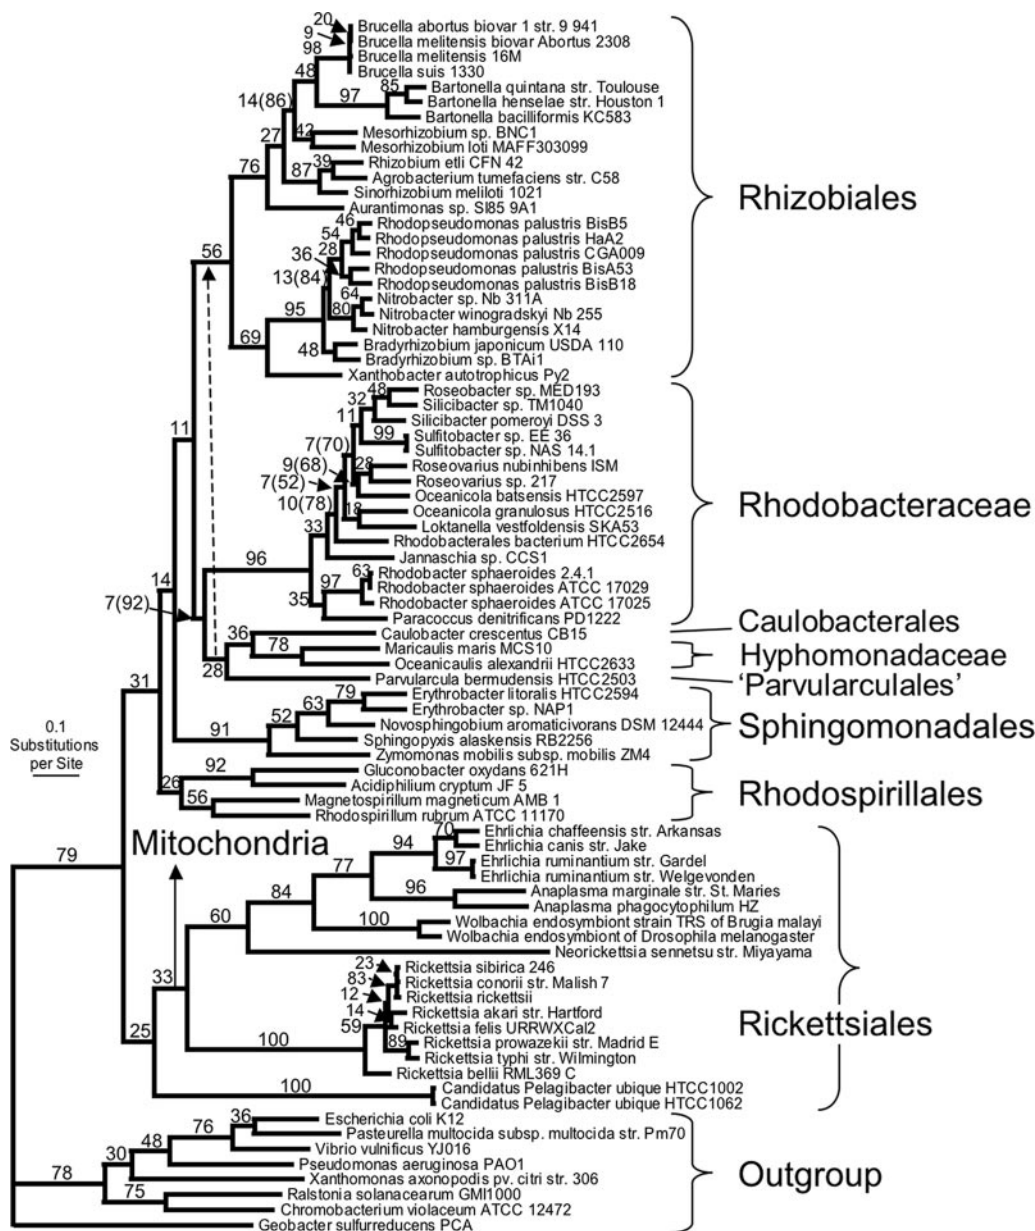 20
Brucella abortus biovar 1 str. 9 941
9
Brucella melitensis biovar Abortus 2308
98
Brucella melitensis 16M
Brucella suis 1330
48
85
Bartonella quintana str. Toulouse
97
Bartonella henselae str. Houston 1
14(86)
Bartonella bacilliformis KC583
42
Mesorhizobium sp. BNC1
27
Mesorhizobium loti MAFF303099
39
Rhizobium etli CFN 42
76
87
Agrobacterium tumefaciens str. C58
Sinorhizobium meliloti 1021
Rhizobiales
Aurantimonas sp. SI85 9A1
46
Rhodopseudomonas palustris BisB5
54
Rhodopseudomonas palustris HaA2
56
28
Rhodopseudomonas palustris CGA009
36
Rhodopseudomonas palustris BisA53
13(84)
Rhodopseudomonas palustris BisB18
64
Nitrobacter sp. Nb 311A
95
80
Nitrobacter winogradskyi Nb 255
Nitrobacter hamburgensis X14
69
48
Bradyrhizobium japonicum USDA 110
Bradyrhizobium sp. BTAi1
Xanthobacter autotrophicus Py2
48
Roseobacter sp. MED193
32
Silicibacter sp. TM1040
11
Silicibacter pomeroyi DSS 3
11
99
Sulfitobacter sp. EE 36
7(70)
Sulfitobacter sp. NAS 14.1
9(68)
28
Roseovarius nubinhibens ISM
7(52)
Roseovarius sp. 217
10(78)
Oceanicola batsensis HTCC2597
18
Oceanicola granulosus HTCC2516
Rhodobacteraceae
33
Loktanella vestfoldensis SKA53
Rhodobacterales bacterium HTCC2654
96
Jannaschia sp. CCS1
63
Rhodobacter sphaeroides 2.4.1
14
97
Rhodobacter sphaeroides ATCC 17029
7(92)
35
Rhodobacter sphaeroides ATCC 17025
Paracoccus denitrificans PD1222
36
Caulobacter crescentus CB15
Caulobacterales
78
Maricaulis maris MCS10
Hyphomonadaceae
28
Oceanicaulis alexandrii HTCC2633
Parvularcula bermudensis HTCC2503
'Parvularculales'
31
79
Erythrobacter litoralis HTCC2594
63
Erythrobacter sp. NAP1
52
Novosphingobium aromaticivorans DSM 12444
Sphingomonadales
91
Sphingopyxis alaskensis RB2256
Zymomonas mobilis subsp. mobilis ZM4
0.1
Substitutions
per Site
92
Gluconobacter oxydans 621H
26
Acidiphilium cryptum JF 5
56
Magnetospirillum magneticum AMB 1
Rhodospirillales
Rhodospirillum rubrum ATCC 11170
Mitochondria
79
70
Ehrlichia chaffeensis str. Arkansas
94
Ehrlichia canis str. Jake
97
Ehrlichia ruminantium str. Gardel
77
Ehrlichia ruminantium str. Welgevonden
96
Anaplasma marginale str. St. Maries
84
Anaplasma phagocytophilum HZ
60
100
Wolbachia endosymbiont strain TRS of Brugia malayi
Wolbachia endosymbiont of Drosophila melanogaster
Neorickettsia sennetsu str. Miyayama
23
Rickettsia sibirica 246
33
83
Rickettsia conorii str. Malish 7
12
Rickettsia rickettsii
14
Rickettsia akari str. Hartford
Rickettsiales
59
Rickettsia felis URRWXCal2
25
100
89
Rickettsia prowazekii str. Madrid E
Rickettsia typhi str. Wilmington
Rickettsia bellii RML369 C
100
Candidatus Pelagibacter ubique HTCC1002
Candidatus Pelagibacter ubique HTCC1062
36
Escherichia coli K12
76
Pasteurella multocida subsp. multocida str. Pm70
48
Vibrio vulnificus YJ016
30
Pseudomonas aeruginosa PAO1
78
Xanthomonas axonopodis pv. citri str. 306
Outgroup
75
Ralstonia solanacearum GMI1000
Chromobacterium violaceum ATCC 12472
Geobacter sulfurreducens PCA